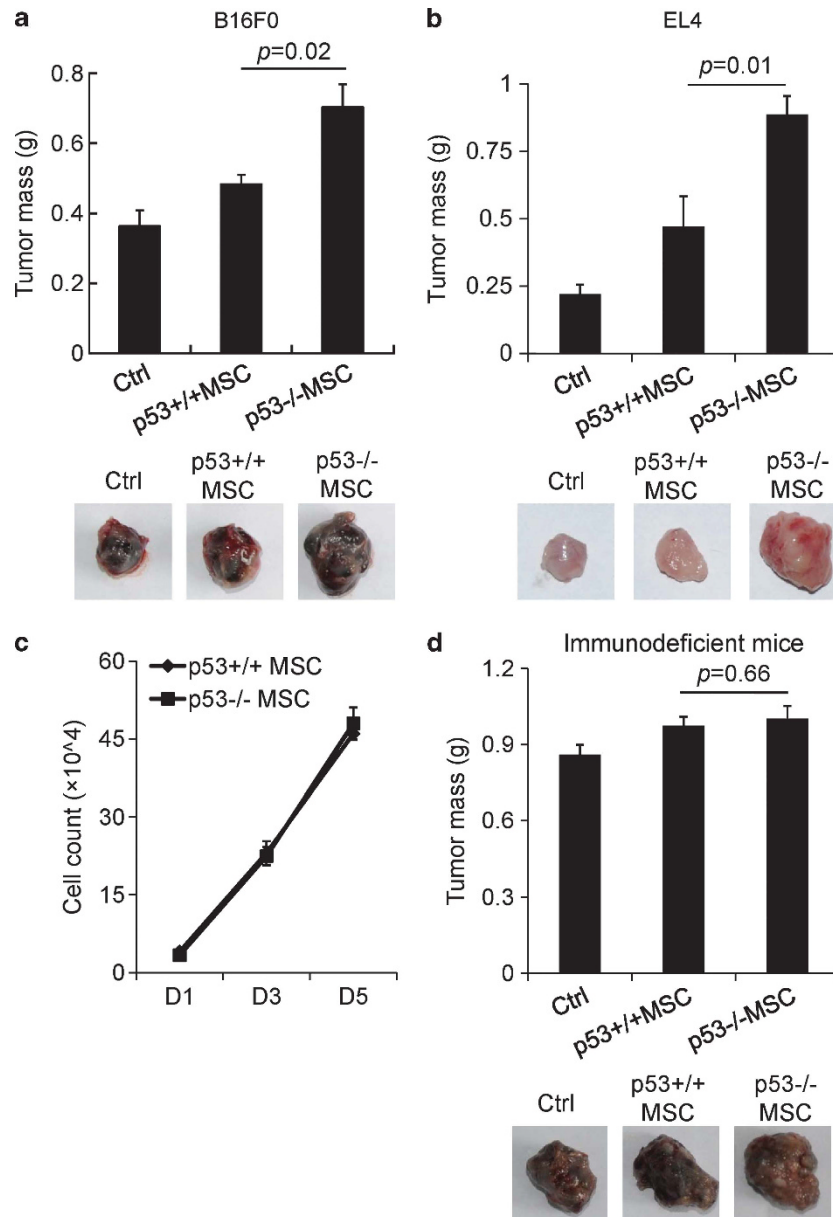 a
B16F0
p=0.02
Tumor mass (g)
0.8
0.6
0.4
0.2
0
Ctrl
p53+/+MSC
p53-/-MSC
Ctrl
p53+/+
MSC
p53-/-
MSC
b
EL4
p=0.01
Tumor mass (g)
1
0.75
0.5
0.25
0
Ctrl
p53+/+MSC
p53-/-MSC
Ctrl
p53+/+
MSC
p53-/-
MSC
c
p53+/+ MSC
p53-/- MSC
Cell count (×10^4)
60
45
30
15
0
D1 D3 D5
d
Immunodeficient mice
p=0.66
Tumor mass (g)
1.2
0.9
0.6
0.3
0
Ctrl
p53+/+MSC
p53-/-MSC
Ctrl
p53+/+
MSC
p53-/-
MSC